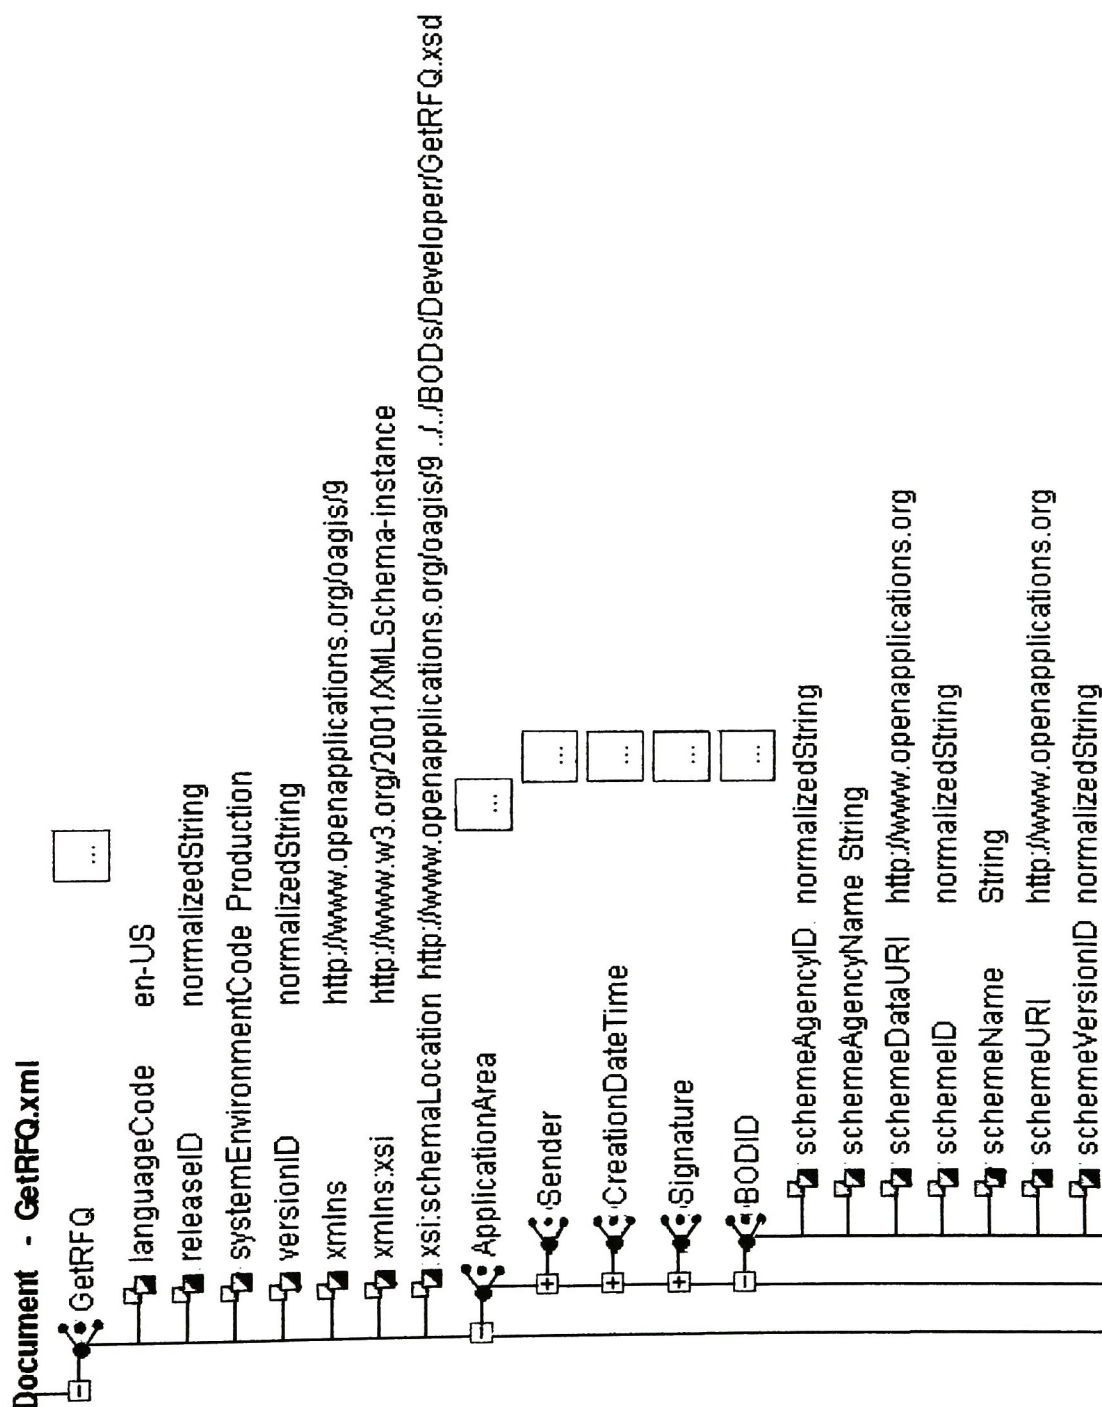 Document - GetRFQ.xml
GetRFQ ...
languageCode en-US
releaseID normalizedString
systemEnvironmentCode Production
versionID normalizedString
xmlns http://www.openapplications.org/oagis/9
xmlns:xsi http://www.w3.org/2001/XMLSchema-instance
xsi:schemaLocation http://www.openapplications.org/oagis/9 ../../BODs/Developer/GetRFQ.xsd
ApplicationArea ...
Sender ...
CreationDateTime ...
Signature ...
BODID ...
schemeAgencyID normalizedString
schemeAgencyName String
schemeDataURI http://www.openapplications.org
schemeID normalizedString
schemeName String
schemeURI http://www.openapplications.org
schemeVersionID normalizedString